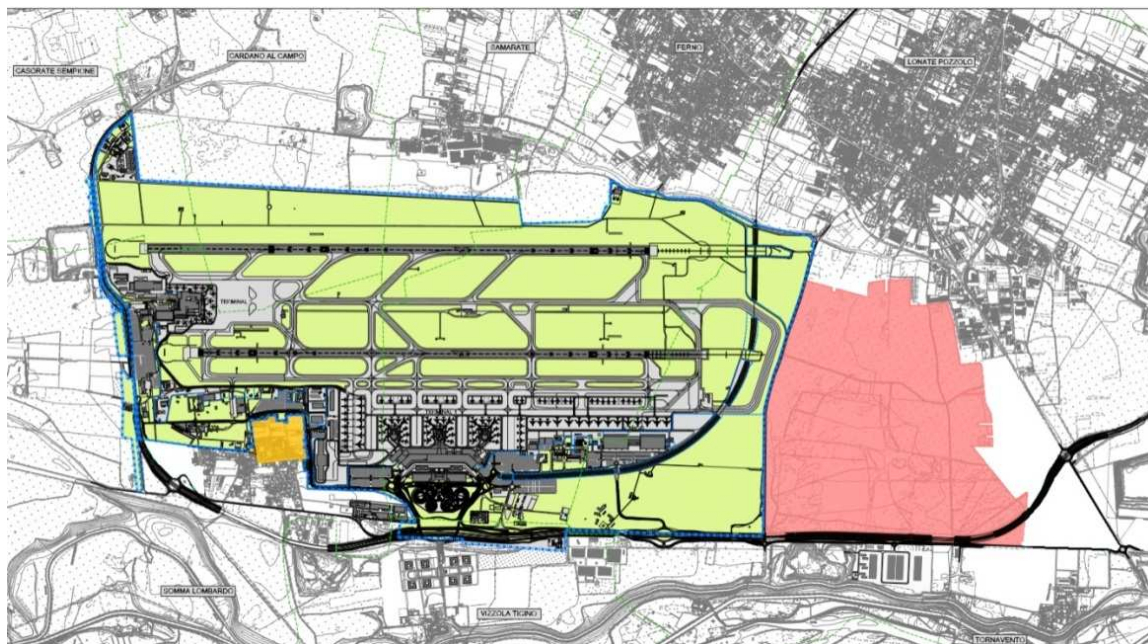 CARDANO AL CAMPO
SAMARATE
FERNO
CASORATE SEMPIONE
LONATE POZZOLO
TERMINAL
TERMINAL 1
SOMMA LOMBARDO
VIZZOLA TICINO
TORNAVENTO